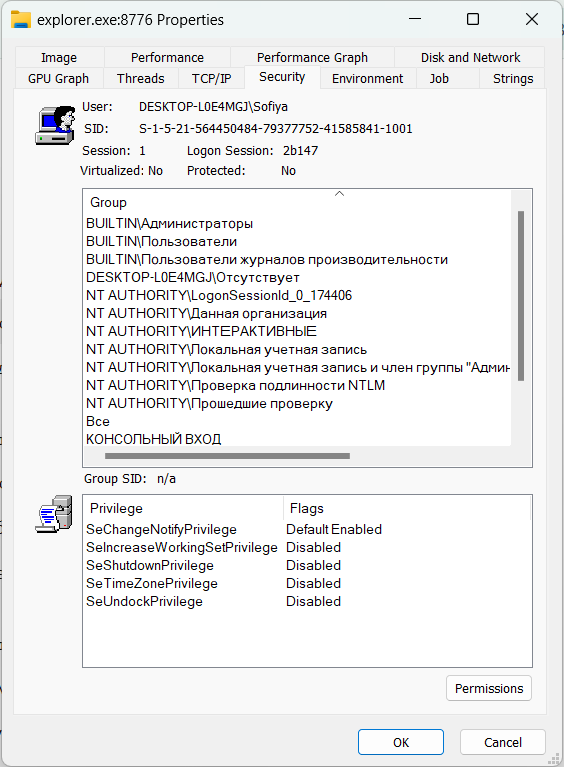 explorer.exe:8776 Properties
Image Performance Performance Graph Disk and Network
GPU Graph Threads TCP/IP Security Environment Job Strings
User: DESKTOP-L0E4MGJ\Sofiya
SID: S-1-5-21-564450484-79377752-41585841-1001
Session: 1 Logon Session: 2b147
Virtualized: No Protected: No
Group
BUILTIN\Администраторы
BUILTIN\Пользователи
BUILTIN\Пользователи журналов производительности
DESKTOP-L0E4MGJ\Отсутствует
NT AUTHORITY\LogonSessionId_0_174406
NT AUTHORITY\Данная организация
NT AUTHORITY\ИНТЕРАКТИВНЫЕ
NT AUTHORITY\Локальная учетная запись
NT AUTHORITY\Локальная учетная запись и член группы "Админ
NT AUTHORITY\Проверка подлинности NTLM
NT AUTHORITY\Прошедшие проверку
Все
КОНСОЛЬНЫЙ ВХОД
Group SID: n/a
Privilege Flags
SeChangeNotifyPrivilege Default Enabled
SeIncreaseWorkingSetPrivilege Disabled
SeShutdownPrivilege Disabled
SeTimeZonePrivilege Disabled
SeUndockPrivilege Disabled
Permissions
OK Cancel